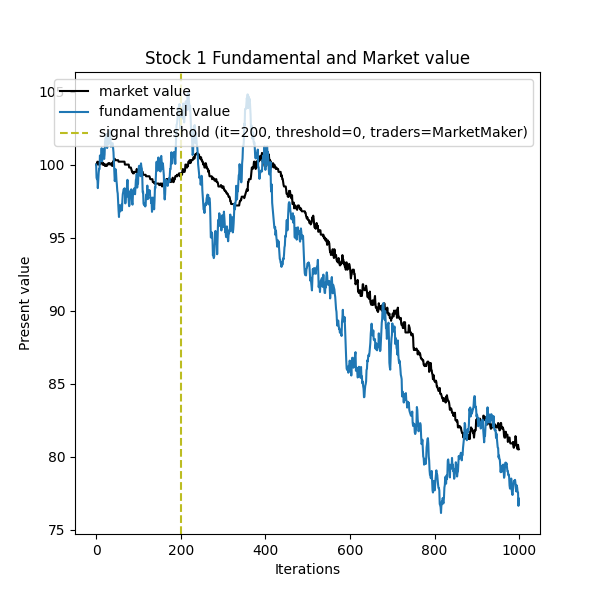 Stock 1 Fundamental and Market value
market value
fundamental value
signal threshold (it=200, threshold=0, traders=MarketMaker)
105
100
95
90
85
80
75
Present value
0 200 400 600 800 1000
Iterations